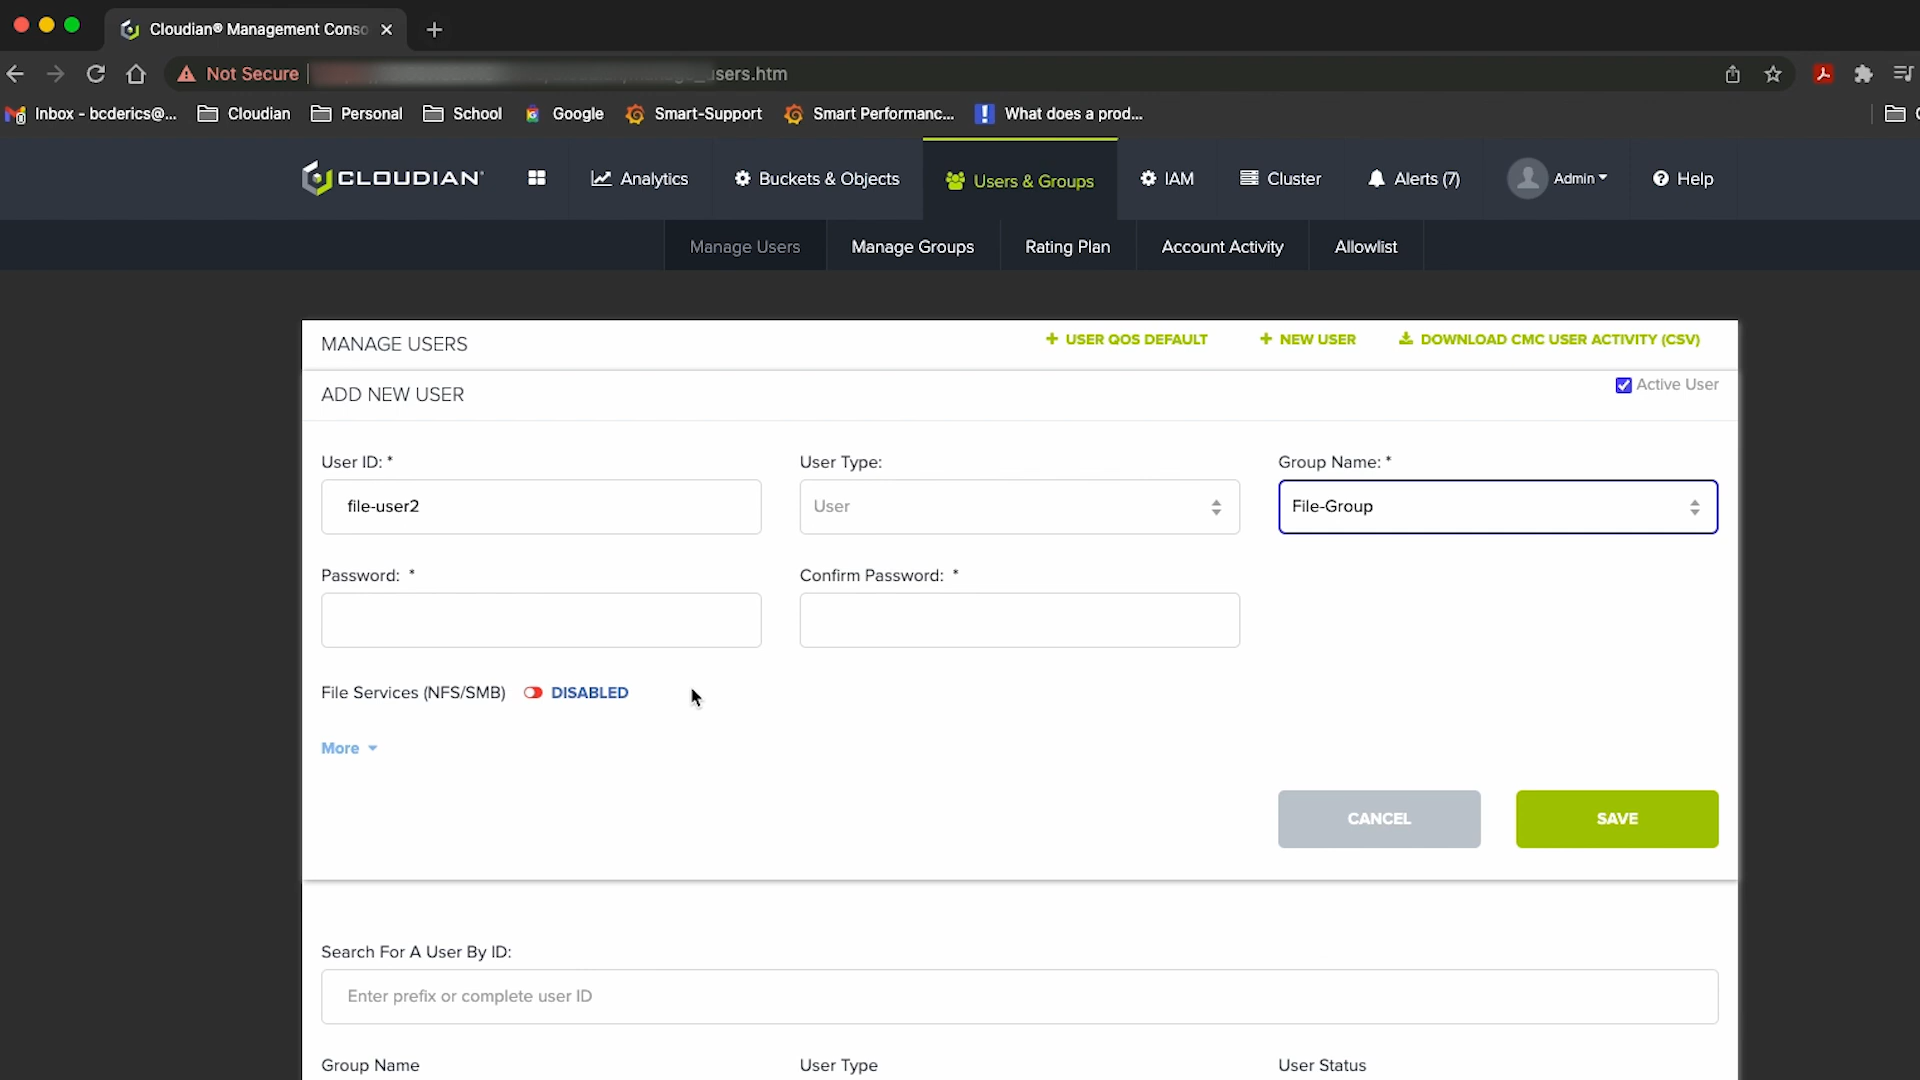 Cloudian® Management Conso
Not Secure
sers.htm
Inbox - bcderics@...
Cloudian
Personal
School
Google
Smart-Support
Smart Performanc...
What does a prod...
CLOUDIAN®
Analytics
Buckets & Objects
Users & Groups
IAM
Cluster
Alerts (7)
Admin
Help
Manage Users
Manage Groups
Rating Plan
Account Activity
Allowlist
MANAGE USERS
+ USER QOS DEFAULT
+ NEW USER
DOWNLOAD CMC USER ACTIVITY (CSV)
ADD NEW USER
Active User
User ID: *
User Type:
Group Name: *
file-user2
User
File-Group
Password: *
Confirm Password: *
File Services (NFS/SMB)
DISABLED
More
CANCEL
SAVE
Search For A User By ID:
Enter prefix or complete user ID
Group Name
User Type
User Status